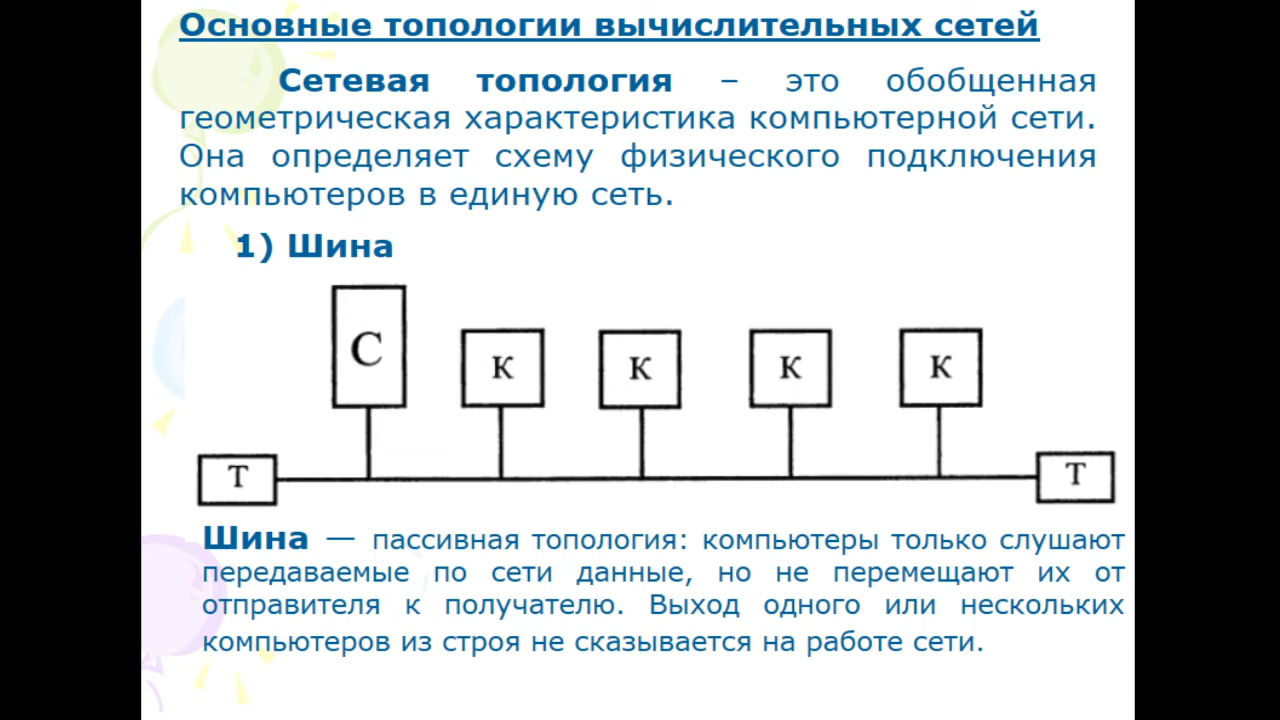 Основные топологии вычислительных сетей
Сетевая топология – это обобщенная
геометрическая характеристика компьютерной сети.
Она определяет схему физического подключения
компьютеров в единую сеть.
1) Шина
С К К К К
Т Т
Шина — пассивная топология: компьютеры только слушают
передаваемые по сети данные, но не перемещают их от
отправителя к получателю. Выход одного или нескольких
компьютеров из строя не сказывается на работе сети.